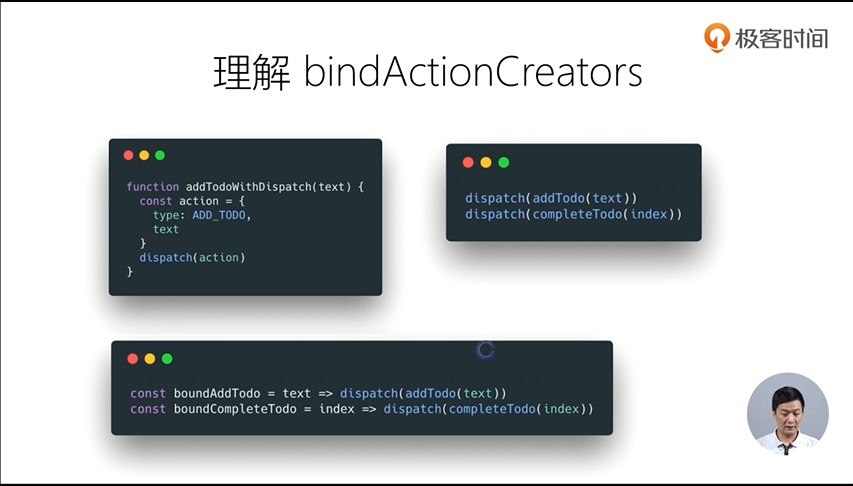 极客时间
理解 bindActionCreators
function addTodoWithDispatch(text) {
  const action = {
    type: ADD_TODO,
    text
  }
  dispatch(action)
}
dispatch(addTodo(text))
dispatch(completeTodo(index))
const boundAddTodo = text => dispatch(addTodo(text))
const boundCompleteTodo = index => dispatch(completeTodo(index))